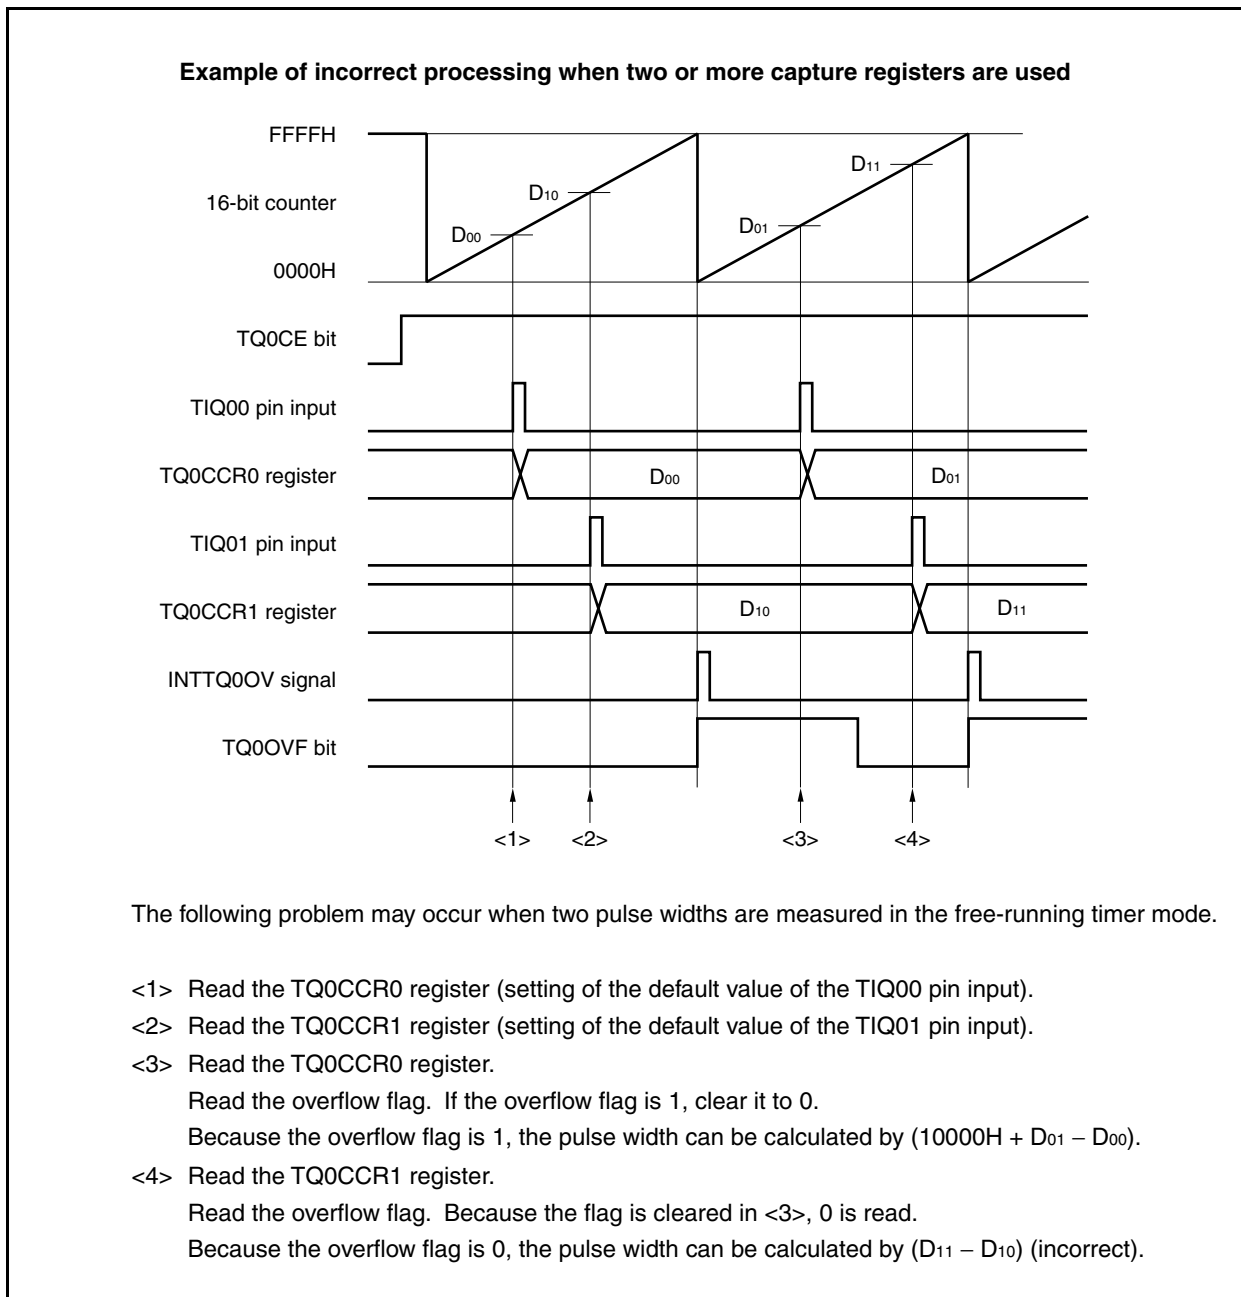 Example of incorrect processing when two or more capture registers are used
FFFFH
D11
D10
16-bit counter
D01
D00
0000H
TQ0CE bit
TIQ00 pin input
TQ0CCR0 register
D00
D01
TIQ01 pin input
TQ0CCR1 register
D10
D11
INTTQ0OV signal
TQ0OVF bit
<1> <2> <3> <4>
The following problem may occur when two pulse widths are measured in the free-running timer mode.
<1> Read the TQ0CCR0 register (setting of the default value of the TIQ00 pin input).
<2> Read the TQ0CCR1 register (setting of the default value of the TIQ01 pin input).
<3> Read the TQ0CCR0 register.
Read the overflow flag. If the overflow flag is 1, clear it to 0.
Because the overflow flag is 1, the pulse width can be calculated by (10000H + D01 − D00).
<4> Read the TQ0CCR1 register.
Read the overflow flag. Because the flag is cleared in <3>, 0 is read.
Because the overflow flag is 0, the pulse width can be calculated by (D11 − D10) (incorrect).